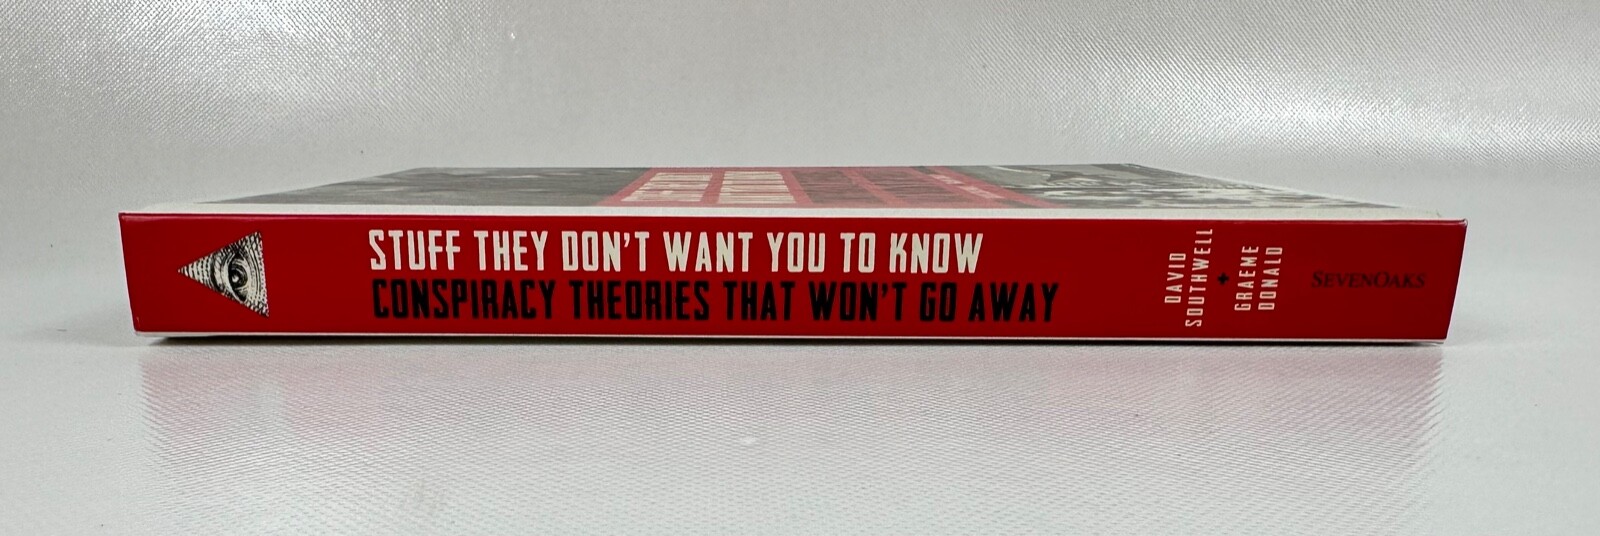 STUFF THEY DON'T WANT YOU TO KNOW
CONSPIRACY THEORIES THAT WON'T GO AWAY
DAVID
SOUTHWELL
+
GRAEME
DONALD
SEVENOAKS